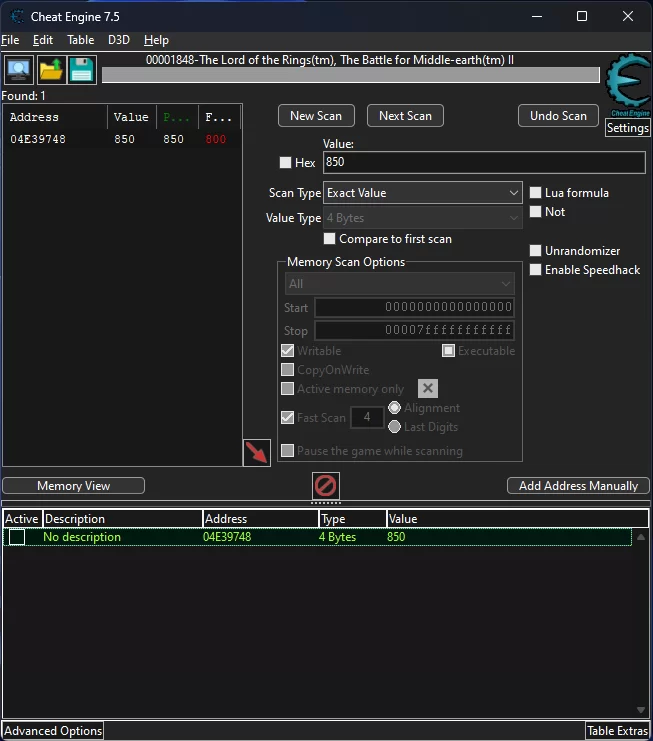 Cheat Engine 7.5
File Edit Table D3D Help
00001848-The Lord of the Rings(tm), The Battle for Middle-earth(tm) II
Found: 1
Cheat Engine
Settings
Address Value P... F...
04E39748 850 850 800
New Scan Next Scan Undo Scan
Value:
Hex 850
Scan Type Exact Value
Lua formula
Value Type 4 Bytes
Not
Compare to first scan
Unrandomizer
Enable Speedhack
Memory Scan Options
All
Start 0000000000000000
Stop 00007fffffffffff
Writable Executable
CopyOnWrite
Active memory only
Fast Scan 4 Alignment
Last Digits
Pause the game while scanning
Memory View Add Address Manually
Active Description Address Type Value
No description 04E39748 4 Bytes 850
Advanced Options Table Extras